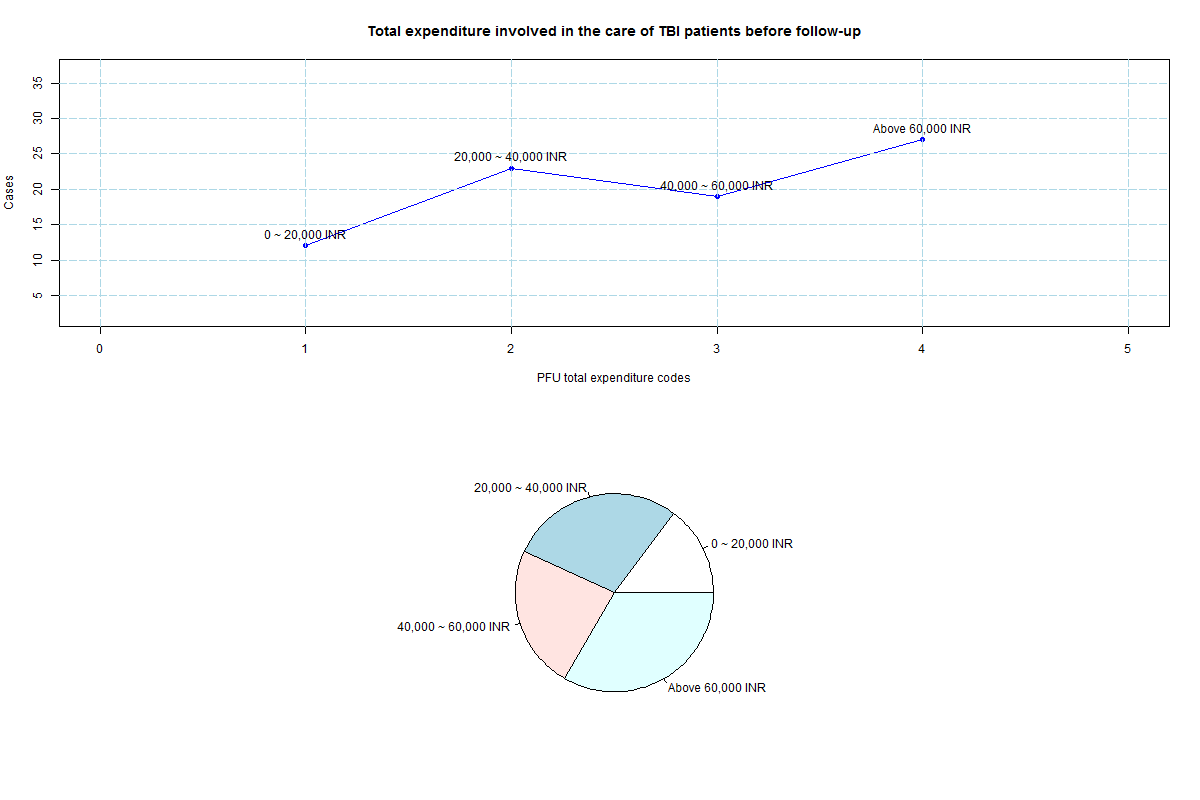 Total expenditure involved in the care of TBI patients before follow-up
Cases
35
30
25
20
15
10
5
Above 60,000 INR
20,000 ~ 40,000 INR
40,000 ~ 60,000 INR
0 ~ 20,000 INR
0 1 2 3 4 5
PFU total expenditure codes
20,000 ~ 40,000 INR
0 ~ 20,000 INR
40,000 ~ 60,000 INR
Above 60,000 INR